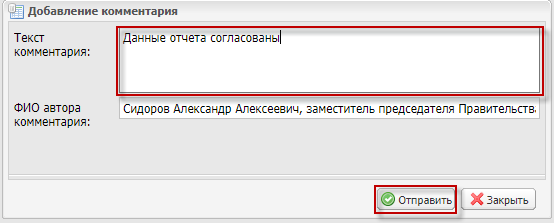 Добавление комментария
Текст комментария:
Данные отчета согласованы
ФИО автора комментария:
Сидоров Александр Алексеевич, заместитель председателя Правительства
Отправить
Закрыть